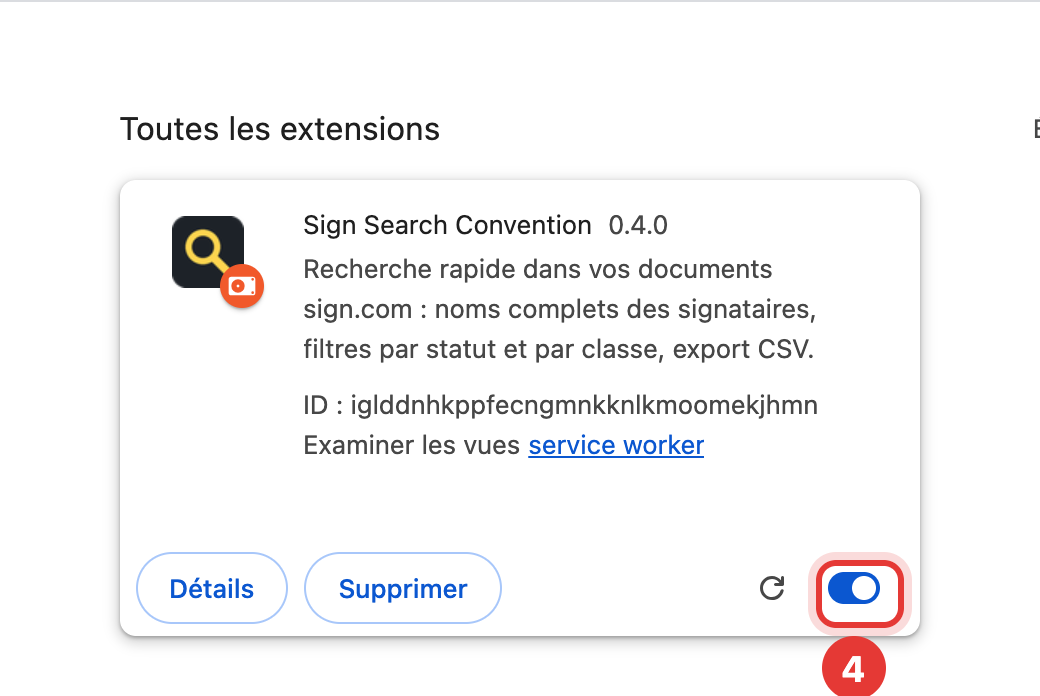 Toutes les extensions
Sign Search Convention 0.4.0
Recherche rapide dans vos documents
sign.com : noms complets des signataires,
filtres par statut et par classe, export CSV.
ID : iglddnhkppfecngmnkknlkmoomekjhmn
Examiner les vues service worker
Détails
Supprimer
4